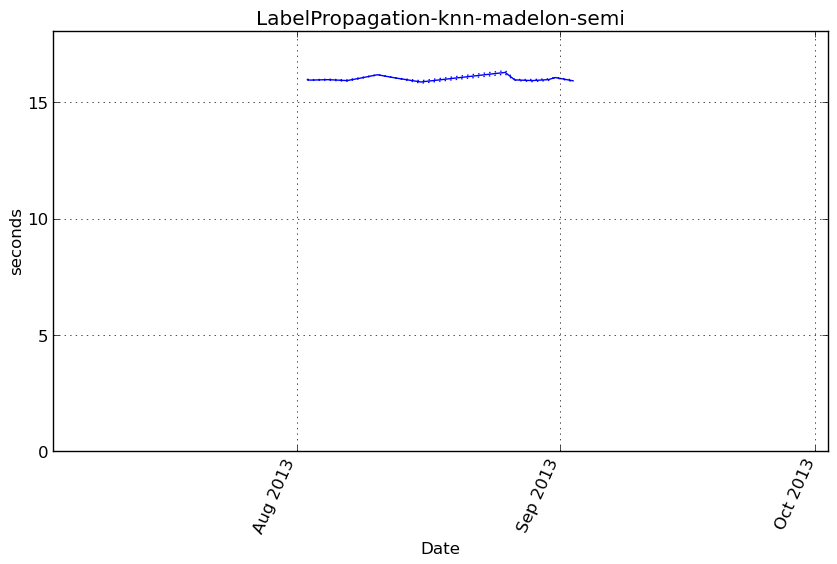 LabelPropagation-knn-madelon-semi
15
10
5
0
seconds
Aug 2013
Sep 2013
Oct 2013
Date